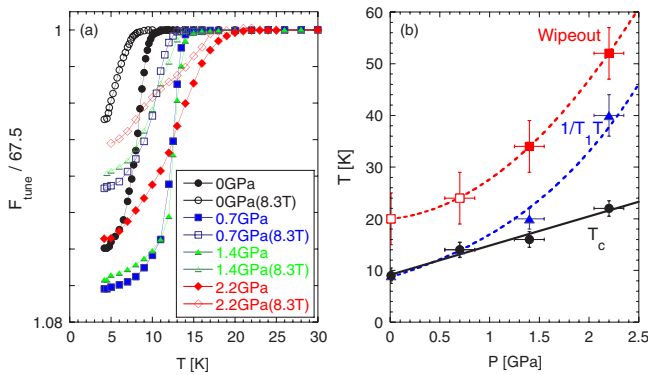 (a)
1
1.08
F_tune / 67.5
0GPa
0GPa(8.3T)
0.7GPa
0.7GPa(8.3T)
1.4GPa
1.4GPa(8.3T)
2.2GPa
2.2GPa(8.3T)
0 5 10 15 20 25 30
T [K]
(b)
60
50
40
30
20
10
0
T [K]
Wipeout
1/T_1T
T_c
0 0.5 1 1.5 2 2.5
P [GPa]